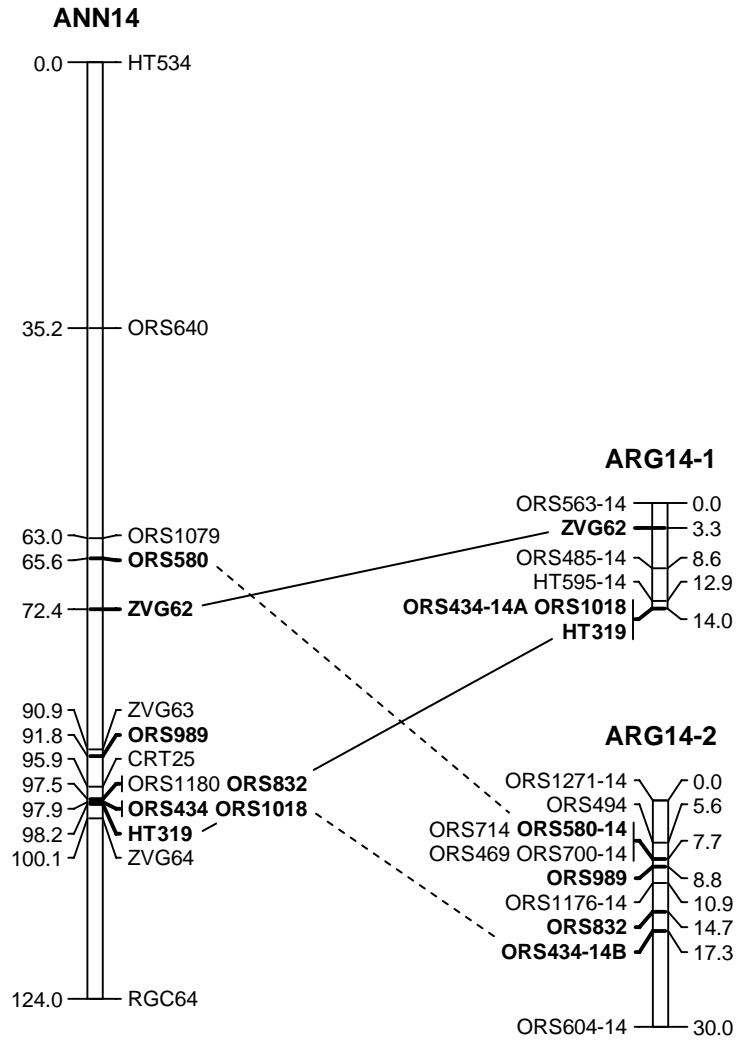 ANN14
0.0 HT534
35.2 ORS640
63.0 ORS1079
65.6 ORS580
72.4 ZVG62
90.9 ZVG63
91.8 ORS989
95.9 CRT25
97.5 ORS1180 ORS832
97.9 ORS434 ORS1018
98.2 HT319
100.1 ZVG64
124.0 RGC64
ARG14-1
ORS563-14 0.0
ZVG62 3.3
ORS485-14 8.6
HT595-14 12.9
ORS434-14A ORS1018 14.0
HT319
ARG14-2
ORS1271-14 0.0
ORS494 5.6
ORS714 ORS580-14 7.7
ORS469 ORS700-14
ORS989 8.8
ORS1176-14 10.9
ORS832 14.7
ORS434-14B 17.3
ORS604-14 30.0